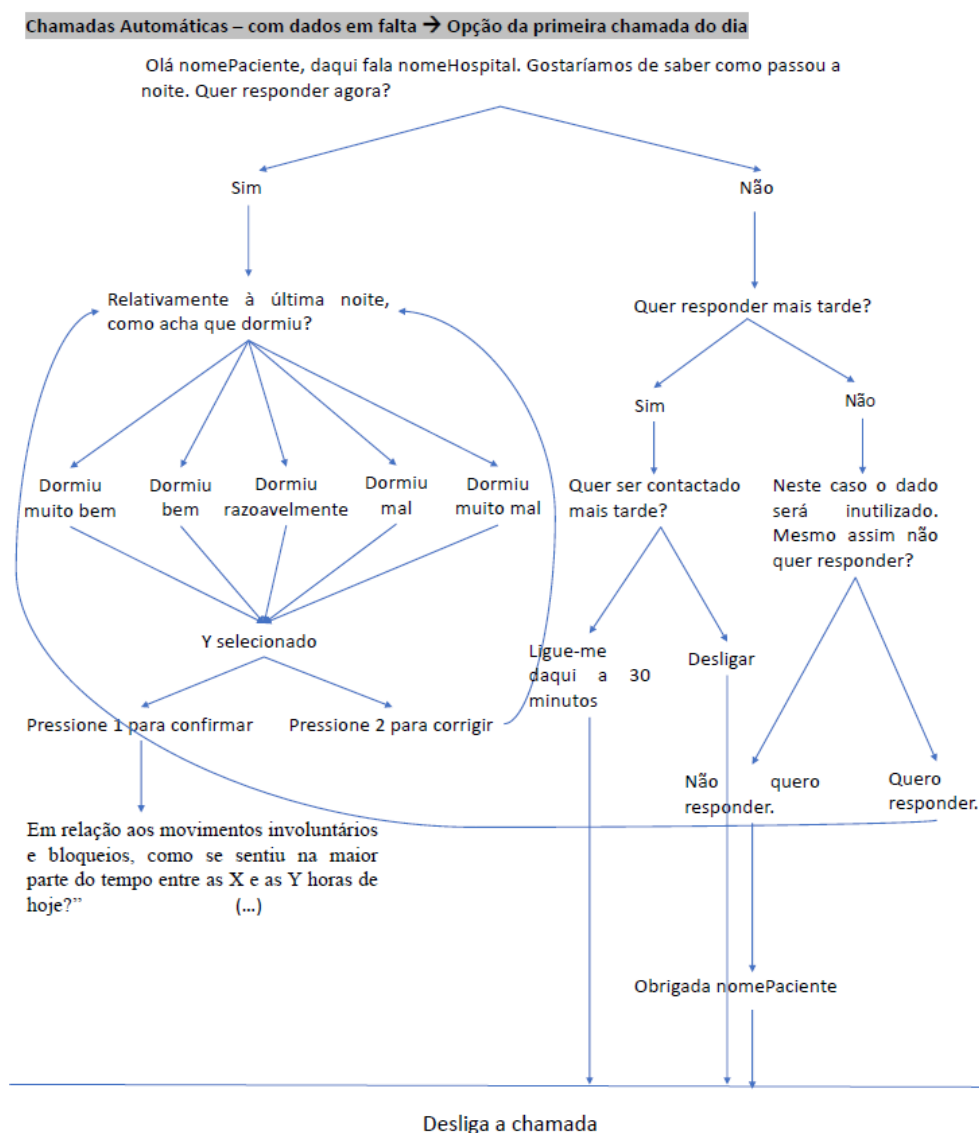 Chamadas Automáticas – com dados em falta → Opção da primeira chamada do dia
Olá nomePaciente, daqui fala nomeHospital. Gostaríamos de saber como passou a
noite. Quer responder agora?
Sim
Não
Relativamente à última noite,
como acha que dormiu?
Quer responder mais tarde?
Sim
Não
Dormiu
muito bem
Dormiu
bem
Dormiu
razoavelmente
Dormiu
mal
Dormiu
muito mal
Quer ser contactado
mais tarde?
Neste caso o dado
será inutilizado.
Mesmo assim não
quer responder?
Y selecionado
Ligue-me
daqui a 30
minutos
Desligar
Pressione 1 para confirmar
Pressione 2 para corrigir
Não quero
responder.
Quero
responder.
Em relação aos movimentos involuntários
e bloqueios, como se sentiu na maior
parte do tempo entre as X e as Y horas de
hoje?” (...)
Obrigada nomePaciente
Desliga a chamada